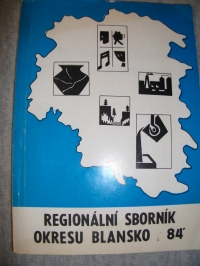 REGIONÁLNÍ SBORNÍK
OKRESU BLANSKO 84'